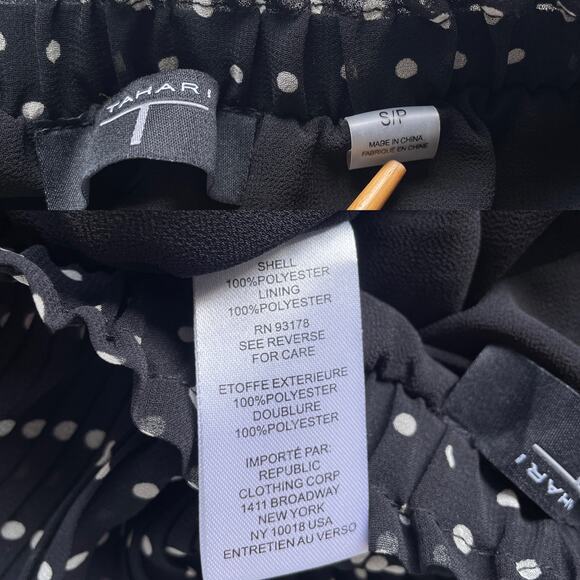 TAHARI
T
S/P
MADE IN CHINA
FABRIQUÉ EN CHINE
SHELL
100%POLYESTER
LINING
100%POLYESTER
RN 93178
SEE REVERSE
FOR CARE
ETOFFE EXTERIEURE
100%POLYESTER
DOUBLURE
100%POLYESTER
IMPORTÉ PAR:
REPUBLIC
CLOTHING CORP
1411 BROADWAY
NEW YORK
NY 10018 USA
ENTRETIEN AU VERSO
HARI
T